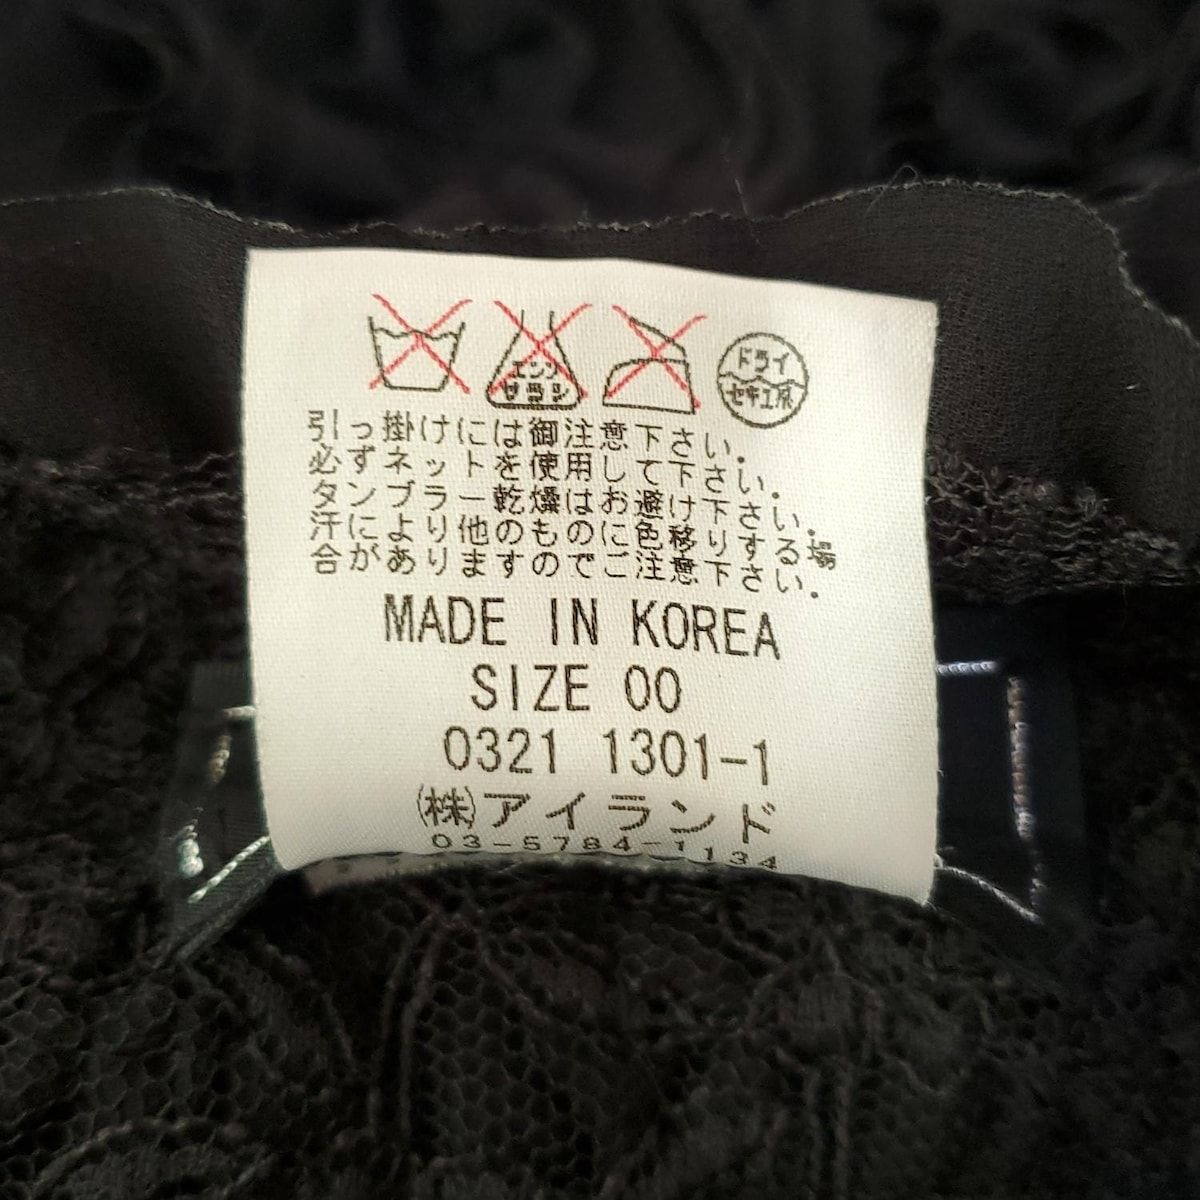 エンソ
サラシ
ドライ
セキユ系
引っ掛けには御注意下さい.
必ずネットを使用して下さい.
タンブラー乾燥はお避け下さい.
汗により他のものに色移りする場
合がありますのでご注意下さい.
MADE IN KOREA
SIZE 00
0321 1301-1
㈱アイランド
03-5784-1134